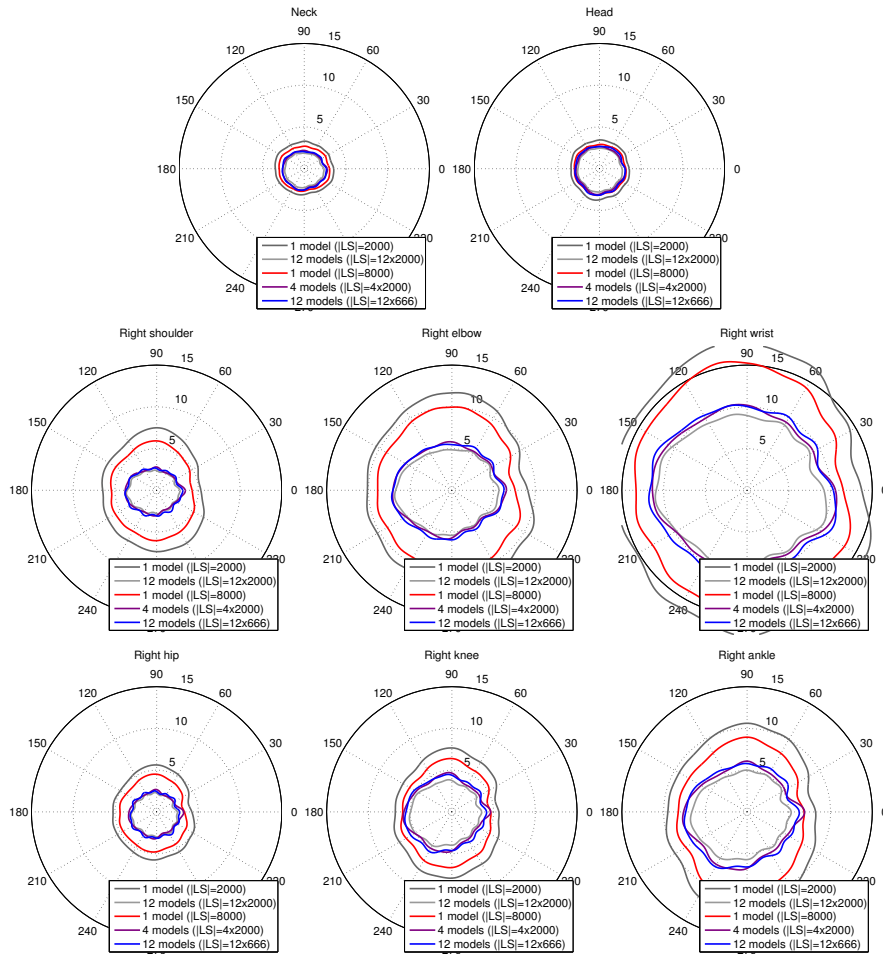 Neck
90
15
120
60
10
150
30
5
180
0
210
240
1 model (|LS|=2000)
12 models (|LS|=12x2000)
1 model (|LS|=8000)
4 models (|LS|=4x2000)
12 models (|LS|=12x666)
Head
90
15
120
60
10
150
30
5
180
0
210
240
1 model (|LS|=2000)
12 models (|LS|=12x2000)
1 model (|LS|=8000)
4 models (|LS|=4x2000)
12 models (|LS|=12x666)
Right shoulder
90
15
120
60
10
150
30
5
180
0
210
240
1 model (|LS|=2000)
12 models (|LS|=12x2000)
1 model (|LS|=8000)
4 models (|LS|=4x2000)
12 models (|LS|=12x666)
Right elbow
90
15
120
60
10
150
30
5
180
0
210
240
1 model (|LS|=2000)
12 models (|LS|=12x2000)
1 model (|LS|=8000)
4 models (|LS|=4x2000)
12 models (|LS|=12x666)
Right wrist
90
15
120
60
10
150
30
5
180
0
210
240
1 model (|LS|=2000)
12 models (|LS|=12x2000)
1 model (|LS|=8000)
4 models (|LS|=4x2000)
12 models (|LS|=12x666)
Right hip
90
15
120
60
10
150
30
5
180
0
210
240
1 model (|LS|=2000)
12 models (|LS|=12x2000)
1 model (|LS|=8000)
4 models (|LS|=4x2000)
12 models (|LS|=12x666)
Right knee
90
15
120
60
10
150
30
5
180
0
210
240
1 model (|LS|=2000)
12 models (|LS|=12x2000)
1 model (|LS|=8000)
4 models (|LS|=4x2000)
12 models (|LS|=12x666)
Right ankle
90
15
120
60
10
150
30
5
180
0
210
240
1 model (|LS|=2000)
12 models (|LS|=12x2000)
1 model (|LS|=8000)
4 models (|LS|=4x2000)
12 models (|LS|=12x666)